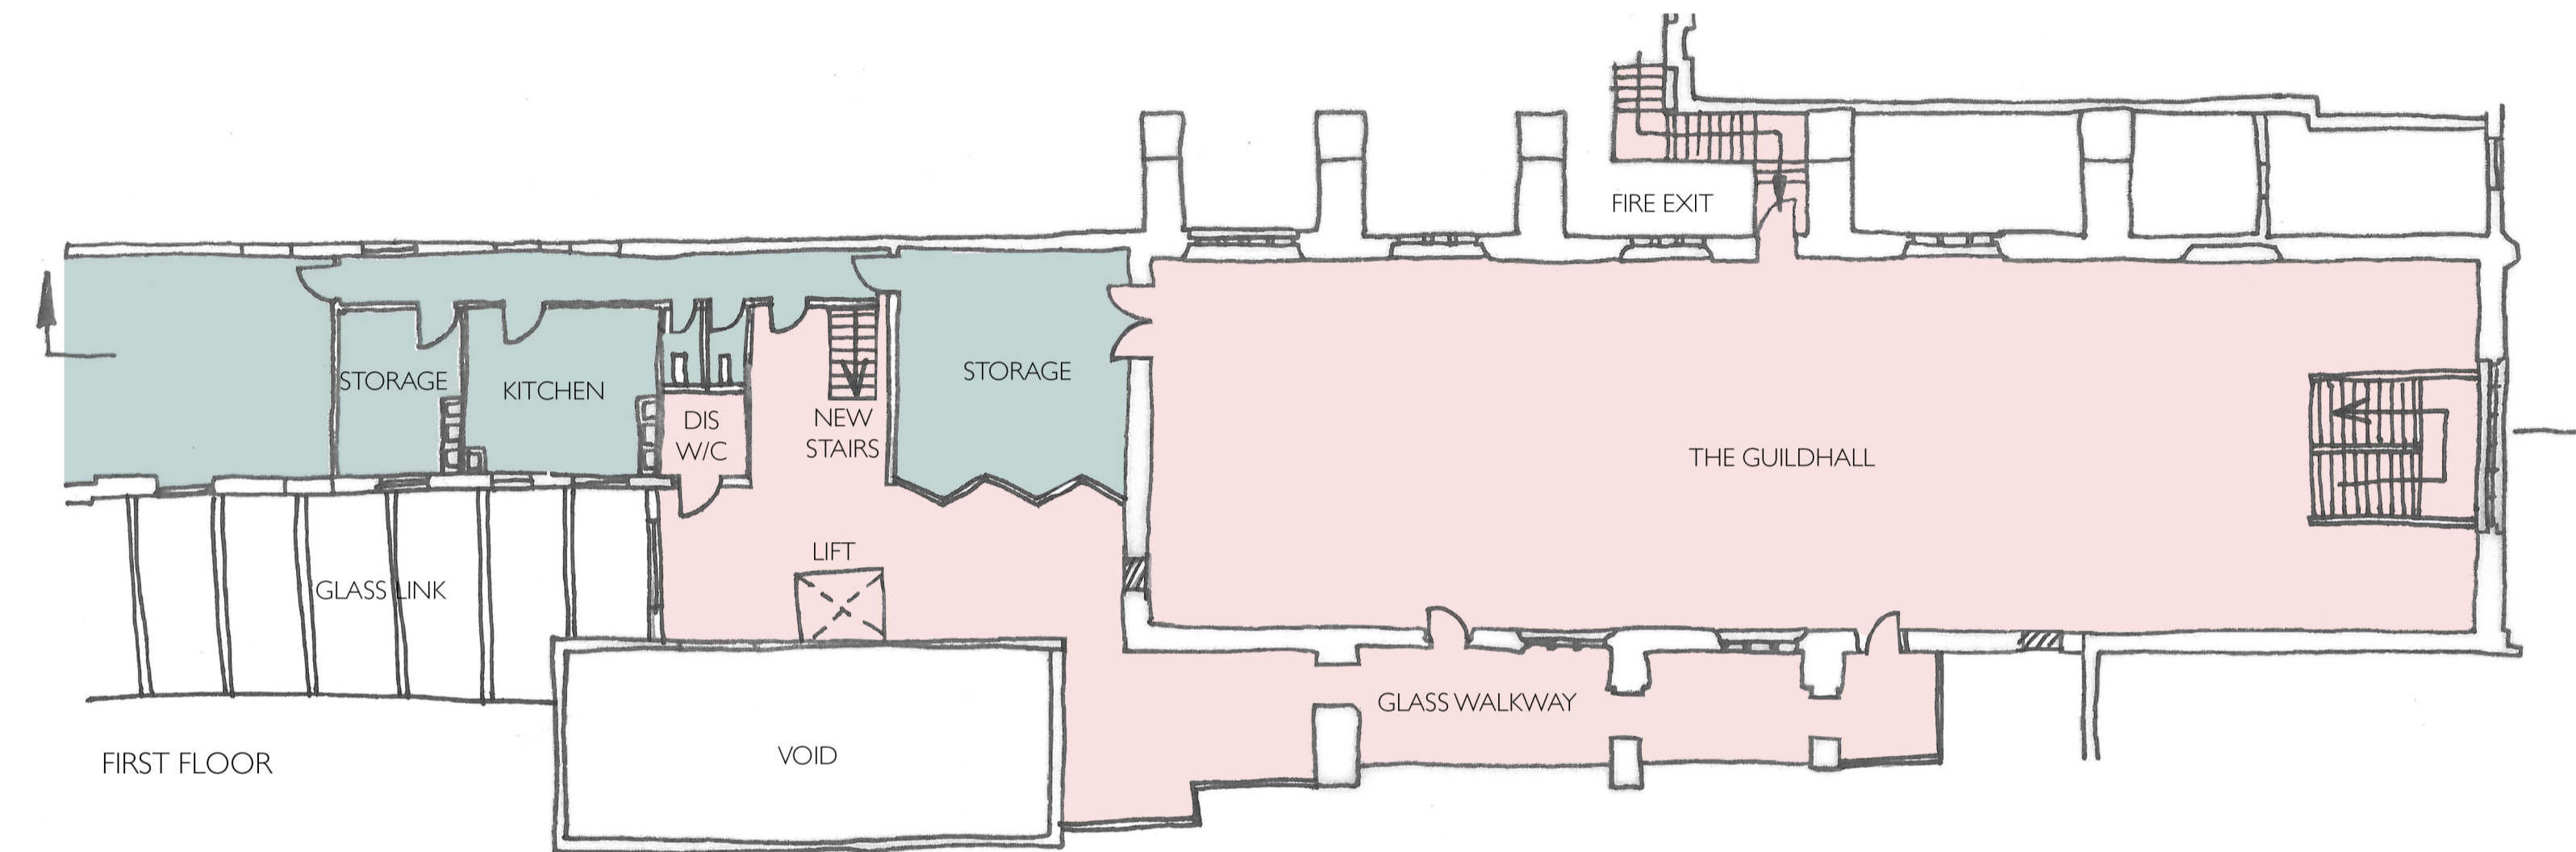 FIRE EXIT
STORAGE
KITCHEN
DIS
W/C
NEW
STAIRS
STORAGE
THE GUILDHALL
LIFT
GLASS LINK
GLASS WALKWAY
VOID
FIRST FLOOR